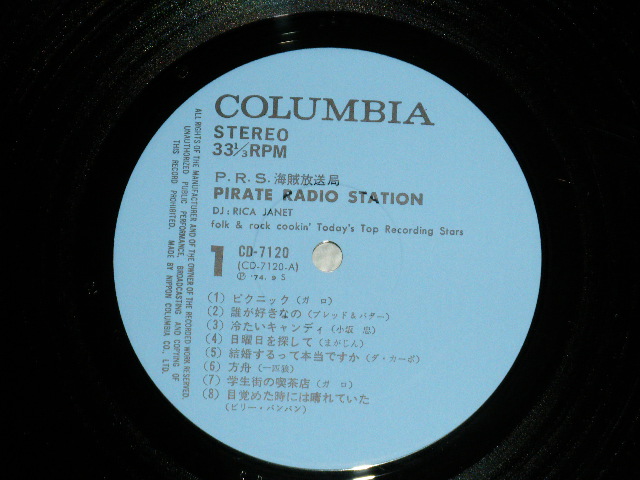 COLUMBIA
STEREO
33 1/3 RPM
P.R.S.海賊放送局
PIRATE RADIO STATION
DJ: RICA JANET
folk & rock cookin' Today's Top Recording Stars
1
CD-7120
(CD-7120-A)
Ⓟ '74. 9 S
(1) ピクニック (ガ ロ)
(2) 誰が好きなの (ブレッド&バター)
(3) 冷たいキャンディ (小坂 忠)
(4) 日曜日を探して (まがじん)
(5) 結婚するって本当ですか (ダ・カーポ)
(6) 方舟 (一匹狼)
(7) 学生街の喫茶店 (ガ ロ)
(8) 目覚めた時には晴れていた
(ビリー・バンバン)
ALL RIGHTS OF THE MANUFACTURER AND OF THE OWNER OF THE RECORDED WORK RESERVED.
UNAUTHORIZED PUBLIC PERFORMANCE, BROADCASTING AND COPYING OF
THIS RECORD PROHIBITED. MADE BY NIPPON COLUMBIA CO., LTD.